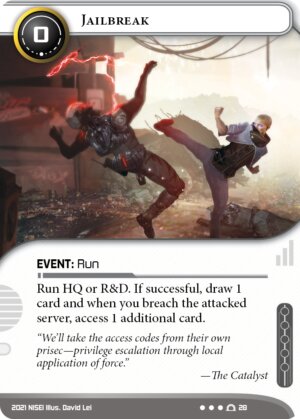 0
JAILBREAK
EVENT: Run
Run HQ or R&D. If successful, draw 1
card and when you breach the attacked
server, access 1 additional card.
“We’ll take the access codes from their own
prisec—privilege escalation through local
application of force.”
—The Catalyst
2021 NISEI Illus. David Lei
28